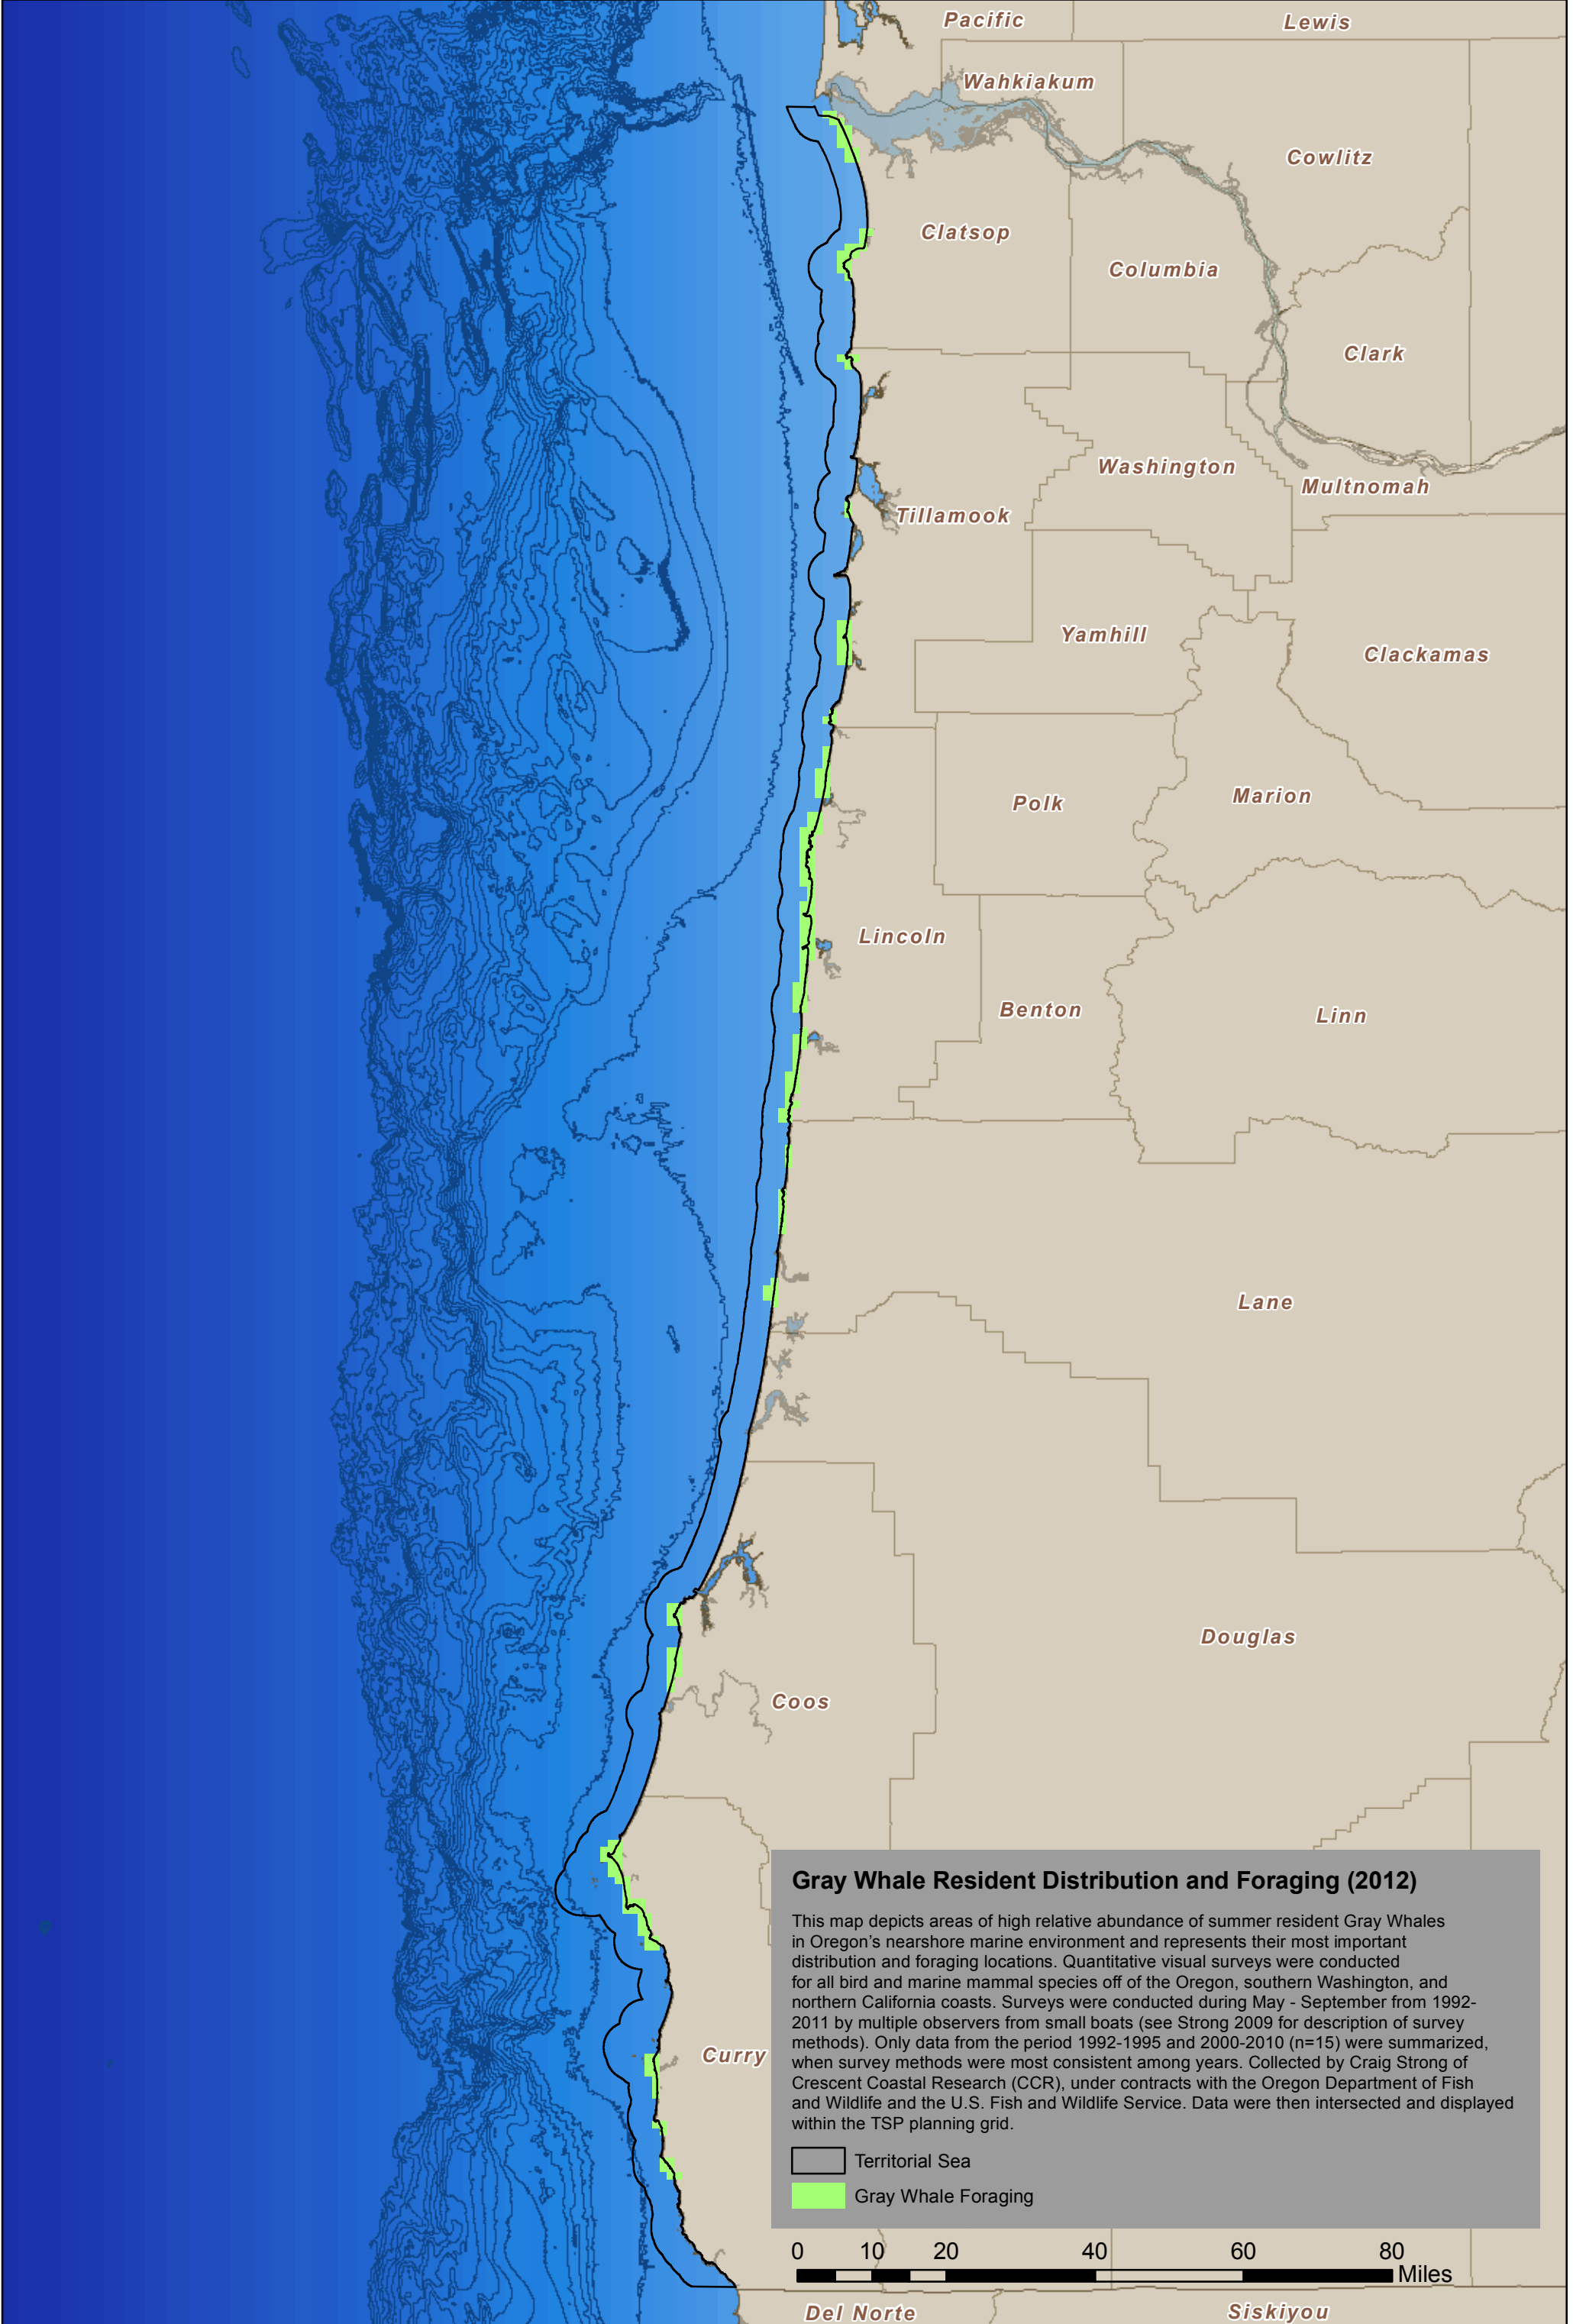 Pacific
Lewis
Wahkiakum
Cowlitz
Clatsop
Columbia
Clark
Washington
Multnomah
Tillamook
Yamhill
Clackamas
Polk
Marion
Lincoln
Benton
Linn
Lane
Douglas
Coos
Curry
Gray Whale Resident Distribution and Foraging (2012)
This map depicts areas of high relative abundance of summer resident Gray Whales
in Oregon's nearshore marine environment and represents their most important
distribution and foraging locations. Quantitative visual surveys were conducted
for all bird and marine mammal species off of the Oregon, southern Washington, and
northern California coasts. Surveys were conducted during May - September from 1992-
2011 by multiple observers from small boats (see Strong 2009 for description of survey
methods). Only data from the period 1992-1995 and 2000-2010 (n=15) were summarized,
when survey methods were most consistent among years. Collected by Craig Strong of
Crescent Coastal Research (CCR), under contracts with the Oregon Department of Fish
and Wildlife and the U.S. Fish and Wildlife Service. Data were then intersected and displayed
within the TSP planning grid.
Territorial Sea
Gray Whale Foraging
0 10 20 40 60 80
Miles
Del Norte
Siskiyou